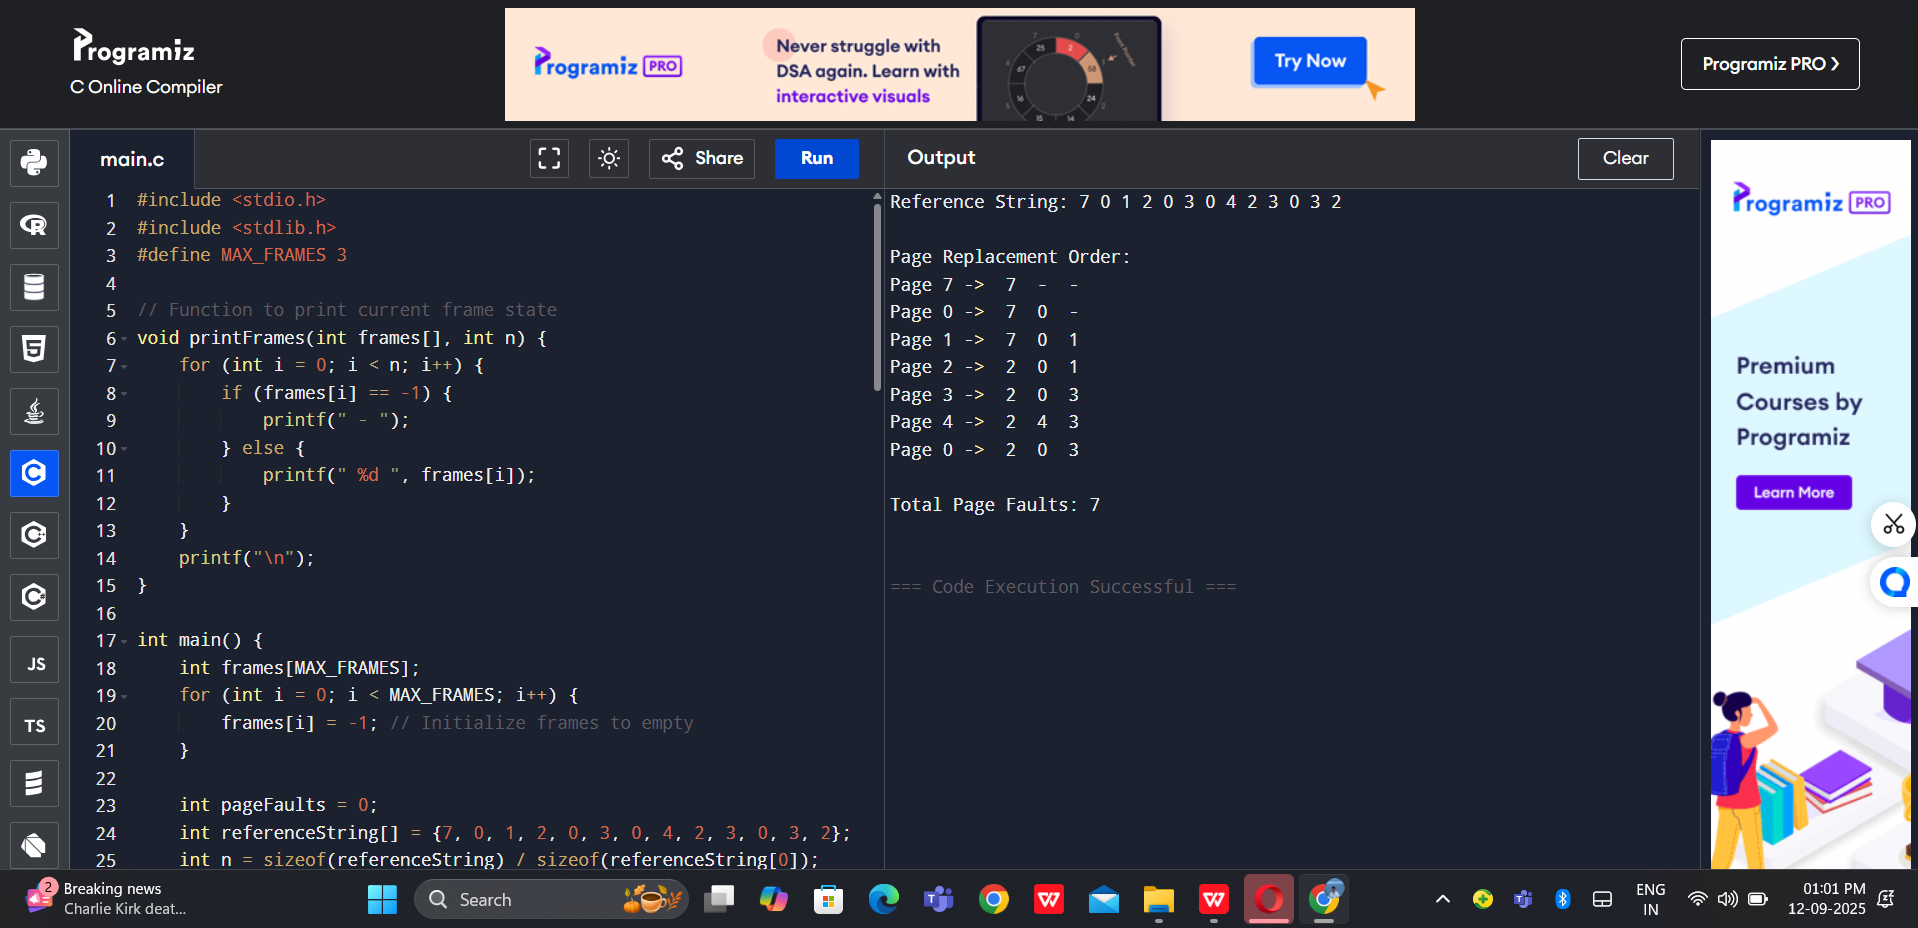 Programiz
C Online Compiler
Programiz PRO
Never struggle with
DSA again. Learn with
interactive visuals
Try Now
Programiz PRO ❯
main.c
Share
Run
Output
Clear
1 #include <stdio.h>
2 #include <stdlib.h>
3 #define MAX_FRAMES 3
4
5 // Function to print current frame state
6 void printFrames(int frames[], int n) {
7     for (int i = 0; i < n; i++) {
8         if (frames[i] == -1) {
9             printf(" - ");
10         } else {
11             printf(" %d ", frames[i]);
12         }
13     }
14     printf("\n");
15 }
16
17 int main() {
18     int frames[MAX_FRAMES];
19     for (int i = 0; i < MAX_FRAMES; i++) {
20         frames[i] = -1; // Initialize frames to empty
21     }
22
23     int pageFaults = 0;
24     int referenceString[] = {7, 0, 1, 2, 0, 3, 0, 4, 2, 3, 0, 3, 2};
25     int n = sizeof(referenceString) / sizeof(referenceString[0]);
Reference String: 7 0 1 2 0 3 0 4 2 3 0 3 2
Page Replacement Order:
Page 7 ->  7  -  -
Page 0 ->  7  0  -
Page 1 ->  7  0  1
Page 2 ->  2  0  1
Page 3 ->  2  0  3
Page 4 ->  2  4  3
Page 0 ->  2  0  3
Total Page Faults: 7
=== Code Execution Successful ===
Programiz PRO
Premium
Courses by
Programiz
Learn More
JS
TS
2
Breaking news
Charlie Kirk deat...
Search
ENG
IN
01:01 PM
12-09-2025